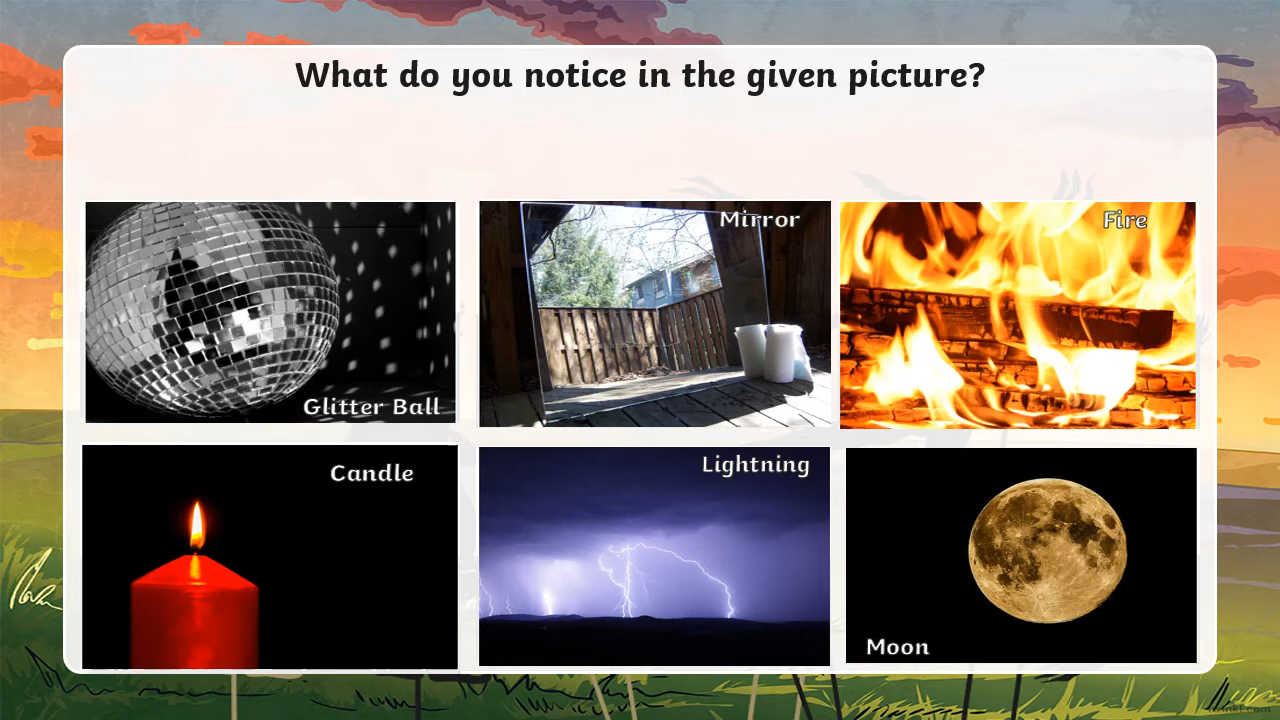 What do you notice in the given picture?
Glitter Ball
Mirror
Fire
Candle
Lightning
Moon